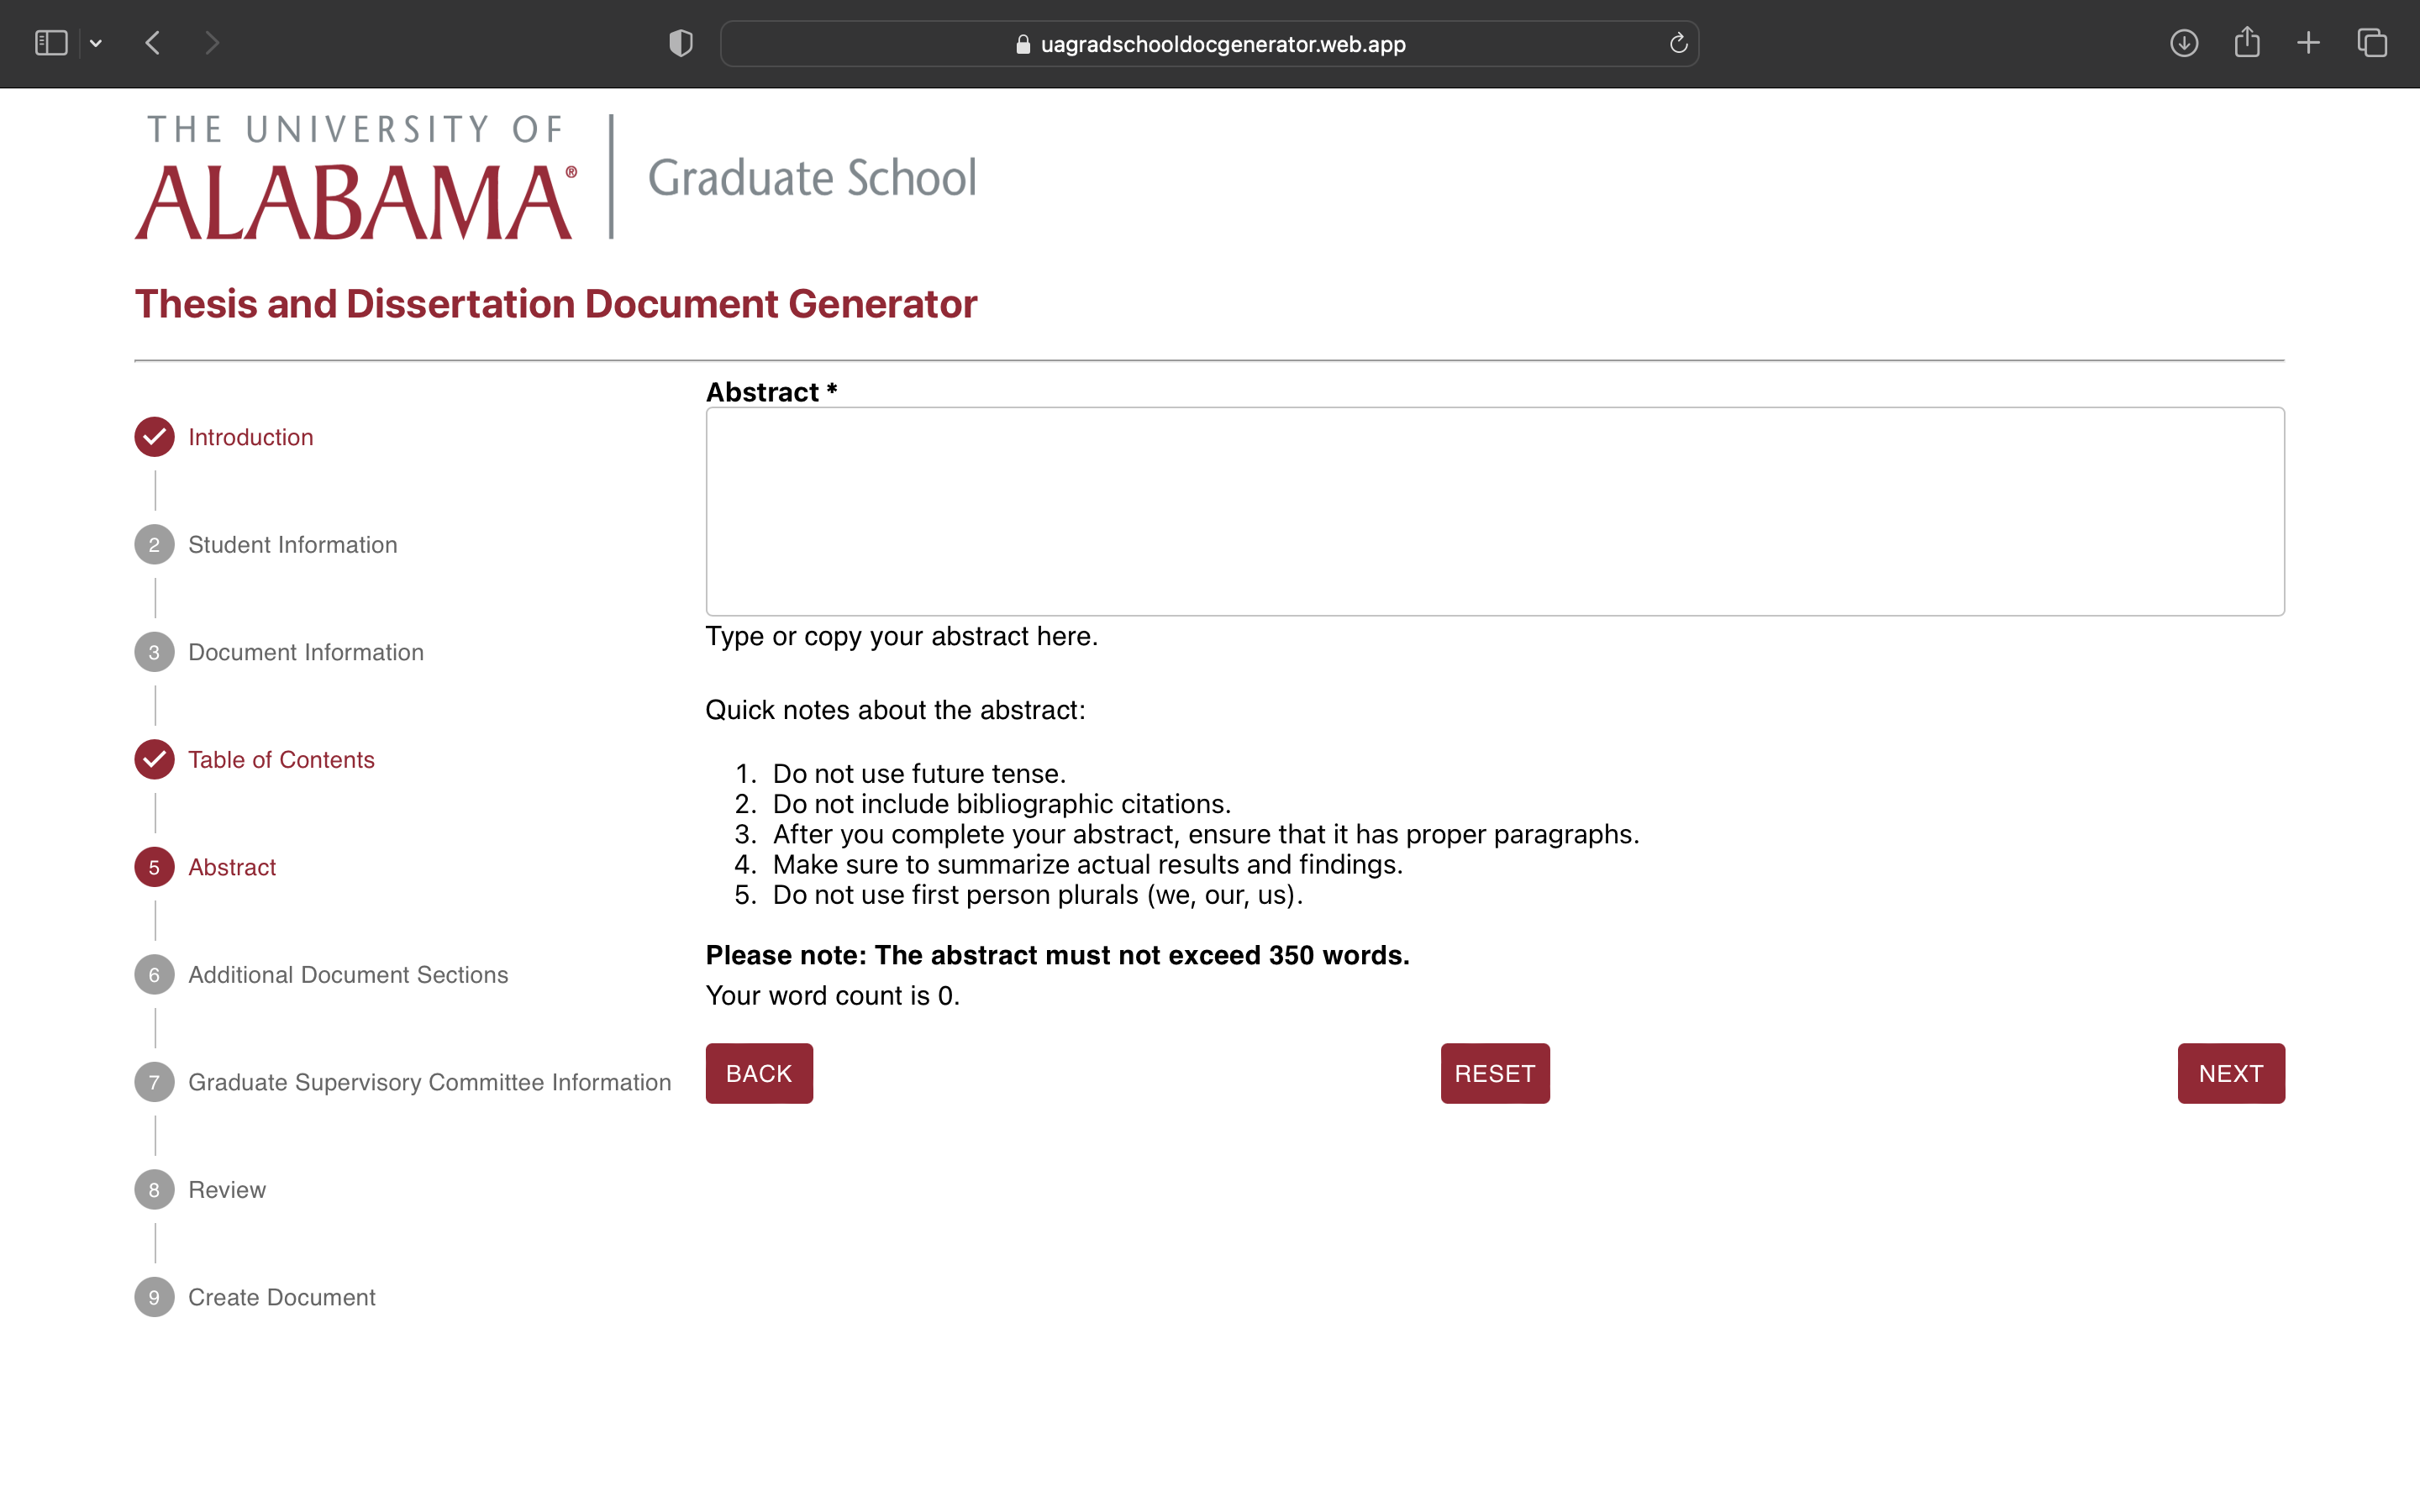 uagradschooldocgenerator.web.app
THE UNIVERSITY OF
ALABAMA®
Graduate School
Thesis and Dissertation Document Generator
Introduction
2 Student Information
3 Document Information
Table of Contents
5 Abstract
6 Additional Document Sections
7 Graduate Supervisory Committee Information
8 Review
9 Create Document
Abstract *
Type or copy your abstract here.
Quick notes about the abstract:
1. Do not use future tense.
2. Do not include bibliographic citations.
3. After you complete your abstract, ensure that it has proper paragraphs.
4. Make sure to summarize actual results and findings.
5. Do not use first person plurals (we, our, us).
Please note: The abstract must not exceed 350 words.
Your word count is 0.
BACK
RESET
NEXT